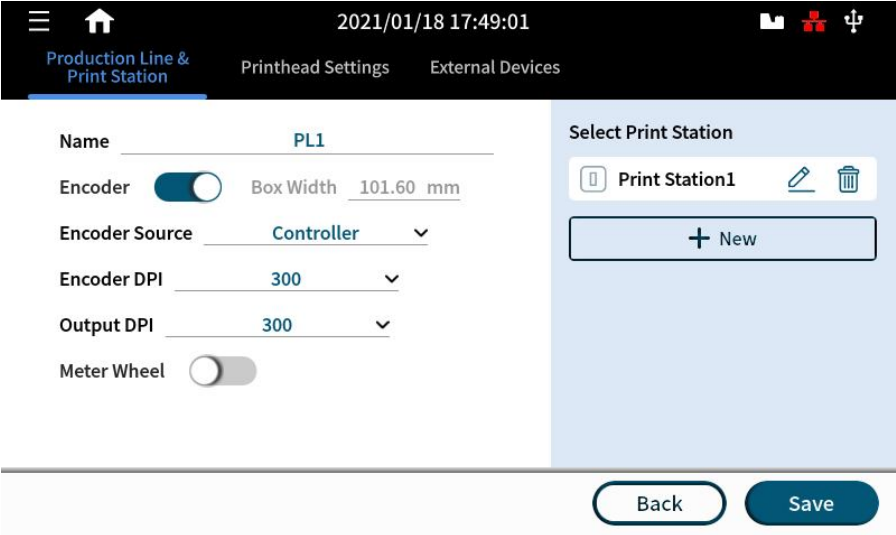 2021/01/18 17:49:01
Production Line &
Print Station
Printhead Settings
External Devices
Name PL1
Encoder Box Width 101.60 mm
Encoder Source Controller
Encoder DPI 300
Output DPI 300
Meter Wheel
Select Print Station
Print Station1
New
Back
Save